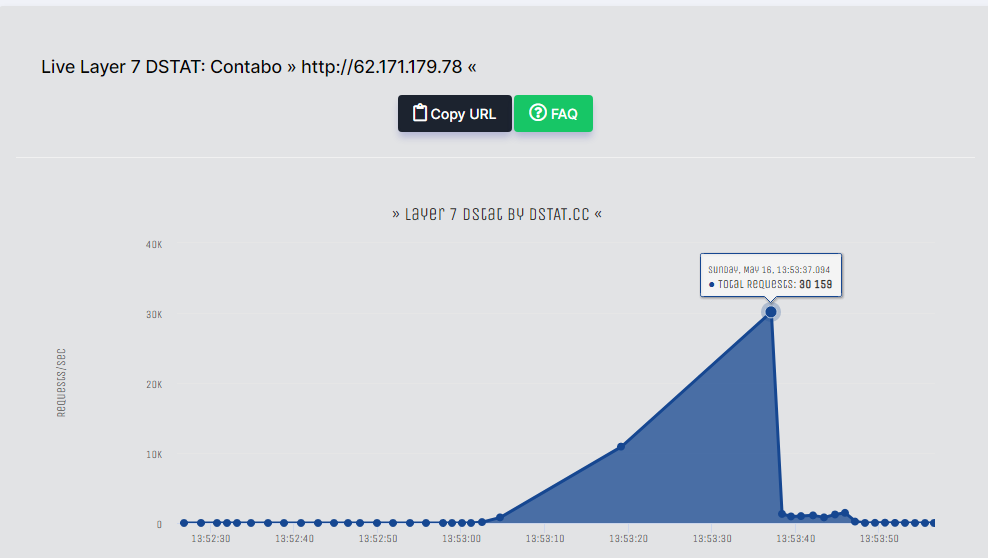 Live Layer 7 DSTAT: Contabo » http://62.171.179.78 «
Copy URL
FAQ
» Layer 7 Dstat by DSTAT.CC «
40K
Sunday, May 16, 13:53:37.094
● Total Requests: 30 159
30K
20K
10K
0
Requests/sec
13:52:30
13:52:40
13:52:50
13:53:00
13:53:10
13:53:20
13:53:30
13:53:40
13:53:50